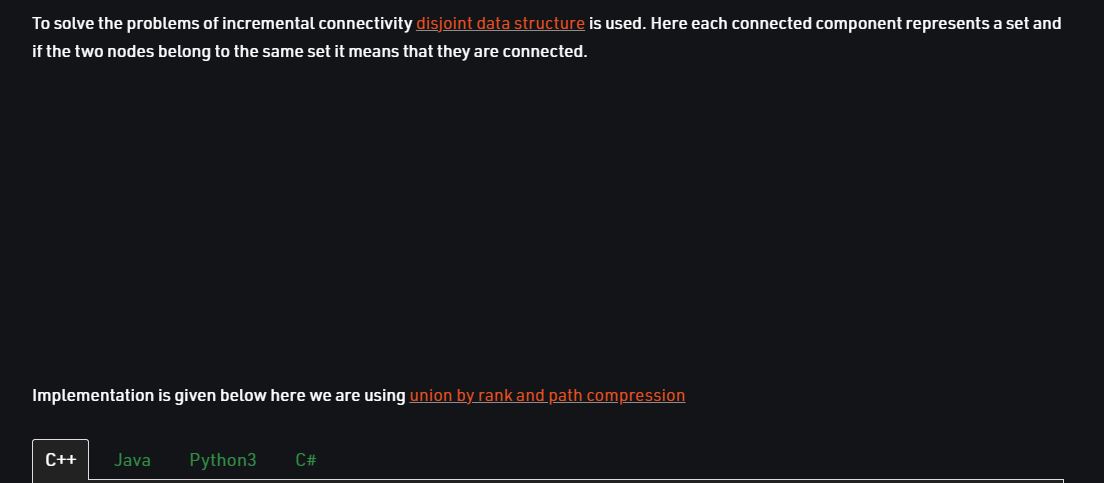 To solve the problems of incremental connectivity disjoint data structure is used. Here each connected component represents a set and
if the two nodes belong to the same set it means that they are connected.
Implementation is given below here we are using union by rank and path compression
C++ Java Python3 C#